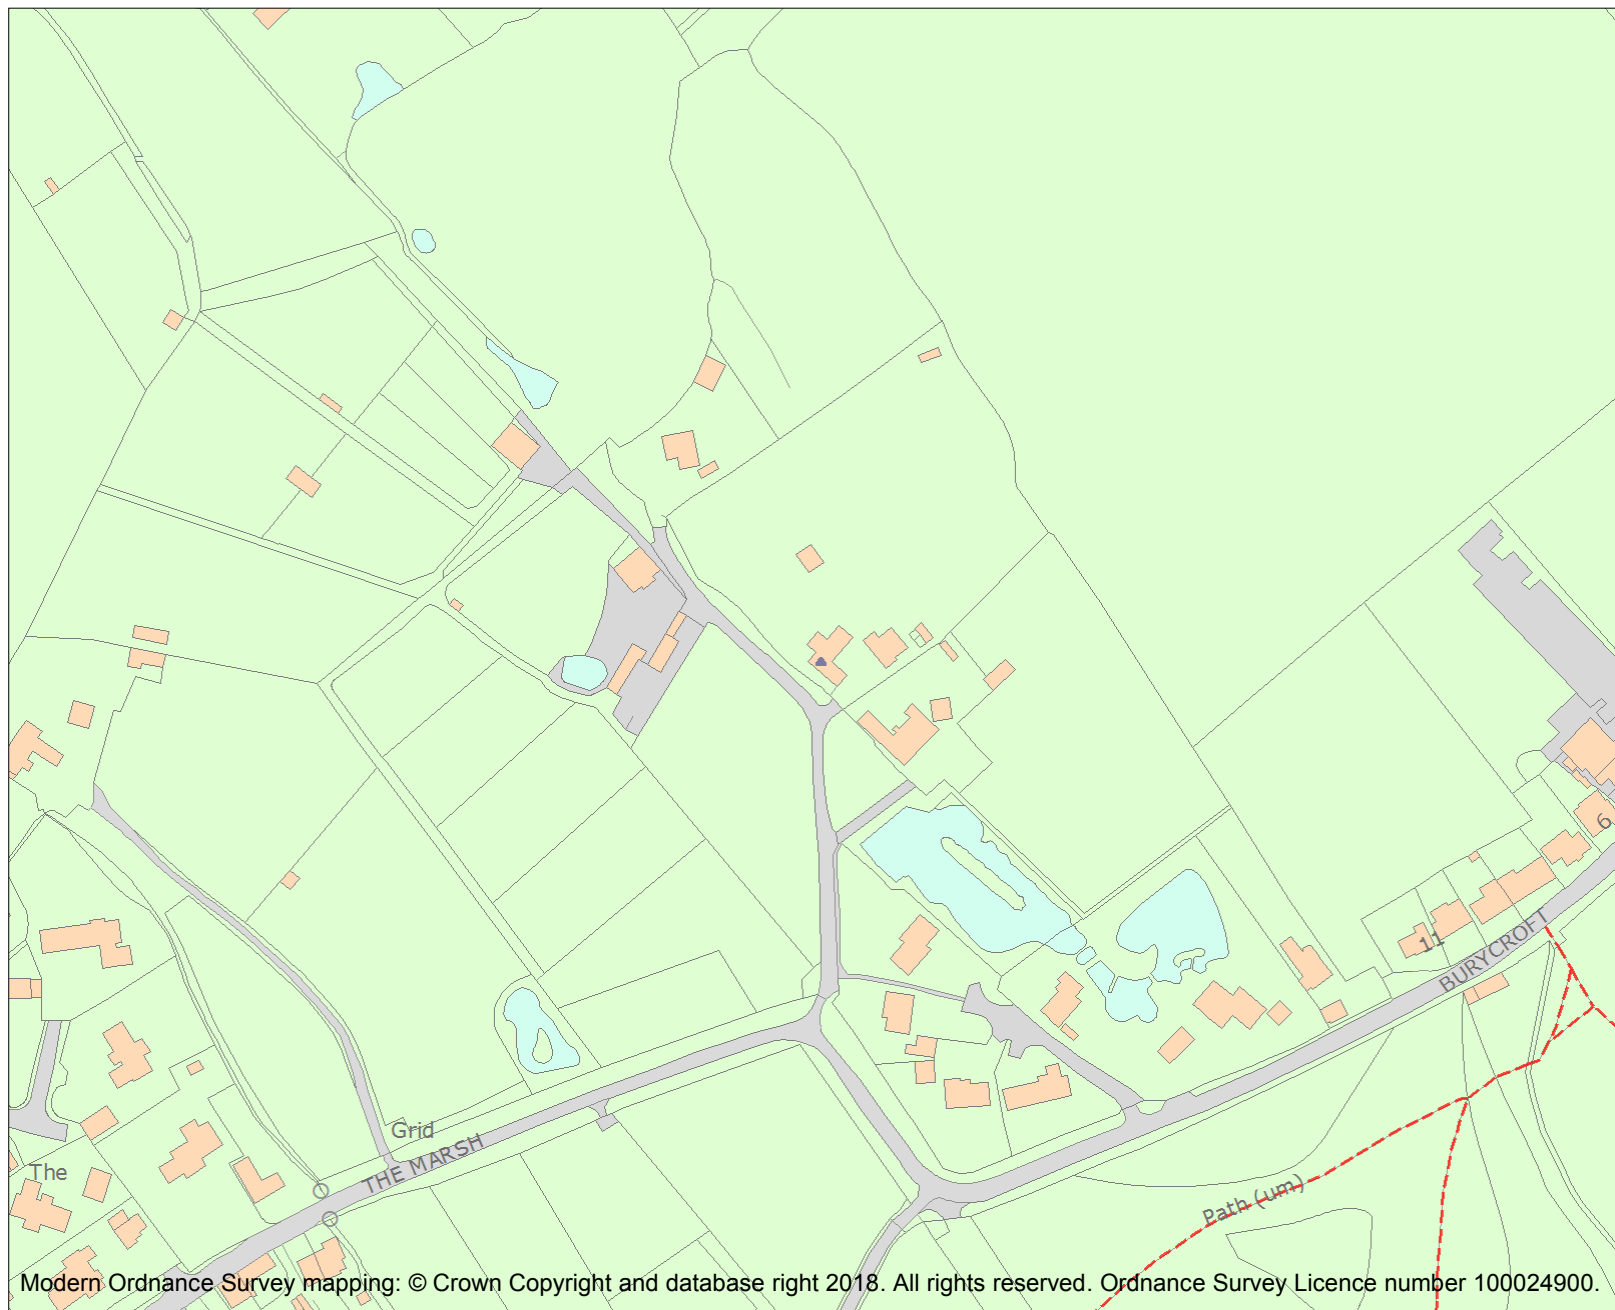 6
11
BURYCROFT
Grid
THE MARSH
The
Path (um)
Modern Ordnance Survey mapping: © Crown Copyright and database right 2018. All rights reserved. Ordnance Survey Licence number 100024900.